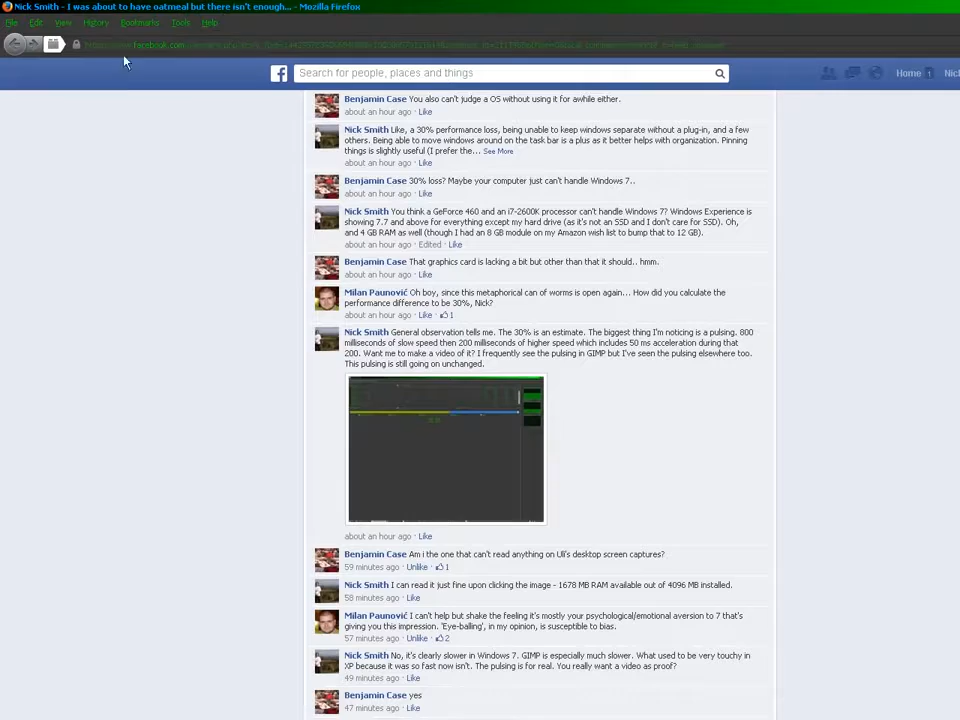 Nick Smith - I was about to have oatmeal but there isn't enough... - Mozilla Firefox
File Edit View History Bookmarks Tools Help
facebook.com
Search for people, places and things
Home 1 Nick
Benjamin Case You also can't judge a OS without using it for awhile either.
about an hour ago · Like
Nick Smith Like, a 30% performance loss, being unable to keep windows separate without a plug-in, and a few
others. Being able to move windows around on the task bar is a plus as it better helps with organization. Pinning
things is slightly useful (I prefer the... See More
about an hour ago · Like
Benjamin Case 30% loss? Maybe your computer just can't handle Windows 7..
about an hour ago · Like
Nick Smith You think a GeForce 460 and an i7-2600K processor can't handle Windows 7? Windows Experience is
showing 7.7 and above for everything except my hard drive (as it's not an SSD and I don't care for SSD). Oh,
and 4 GB RAM as well (though I had an 8 GB module on my Amazon wish list to bump that to 12 GB).
about an hour ago · Edited · Like
Benjamin Case That graphics card is lacking a bit but other than that it should.. hmm.
about an hour ago · Like
Milan Paunović Oh boy, since this metaphorical can of worms is open again... How did you calculate the
performance difference to be 30%, Nick?
about an hour ago · Like · 1
Nick Smith General observation tells me. The 30% is an estimate. The biggest thing I'm noticing is a pulsing. 800
milliseconds of slow speed then 200 milliseconds of higher speed which includes 50 ms acceleration during that
200. Want me to make a video of it? I frequently see the pulsing in GIMP but I've seen the pulsing elsewhere too.
This pulsing is still going on unchanged.
about an hour ago · Like
Benjamin Case Am i the one that can't read anything on Uli's desktop screen captures?
59 minutes ago · Unlike · 1
Nick Smith I can read it just fine upon clicking the image - 1678 MB RAM available out of 4096 MB installed.
58 minutes ago · Like
Milan Paunović I can't help but shake the feeling it's mostly your psychological/emotional aversion to 7 that's
giving you this impression. 'Eye-balling', in my opinion, is susceptible to bias.
57 minutes ago · Unlike · 2
Nick Smith No, it's clearly slower in Windows 7. GIMP is especially much slower. What used to be very touchy in
XP because it was so fast now isn't. The pulsing is for real. You really want a video as proof?
49 minutes ago · Like
Benjamin Case yes
47 minutes ago · Like